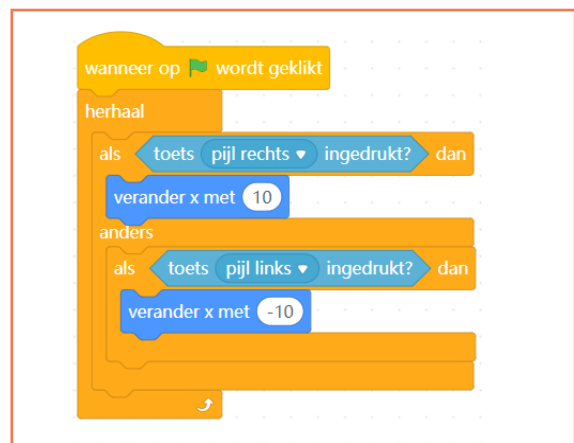 wanneer op wordt geklikt
herhaal
als toets pijl rechts ingedrukt? dan
verander x met 10
anders
als toets pijl links ingedrukt? dan
verander x met -10